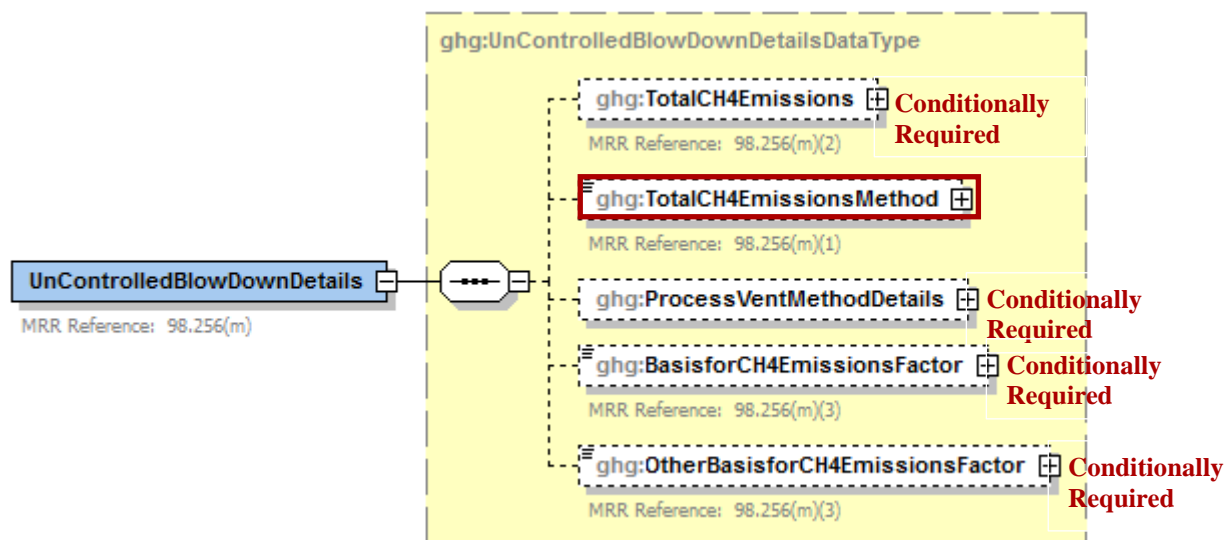 ghg:UnControlledBlowDownDetailsDataType
ghg:TotalCH4Emissions
Conditionally
Required
MRR Reference: 98.256(m)(2)
ghg:TotalCH4EmissionsMethod
MRR Reference: 98.256(m)(1)
UnControlledBlowDownDetails
MRR Reference: 98.256(m)
ghg:ProcessVentMethodDetails
Conditionally
Required
ghg:BasisforCH4EmissionsFactor
Conditionally
Required
MRR Reference: 98.256(m)(3)
ghg:OtherBasisforCH4EmissionsFactor
Conditionally
Required
MRR Reference: 98.256(m)(3)